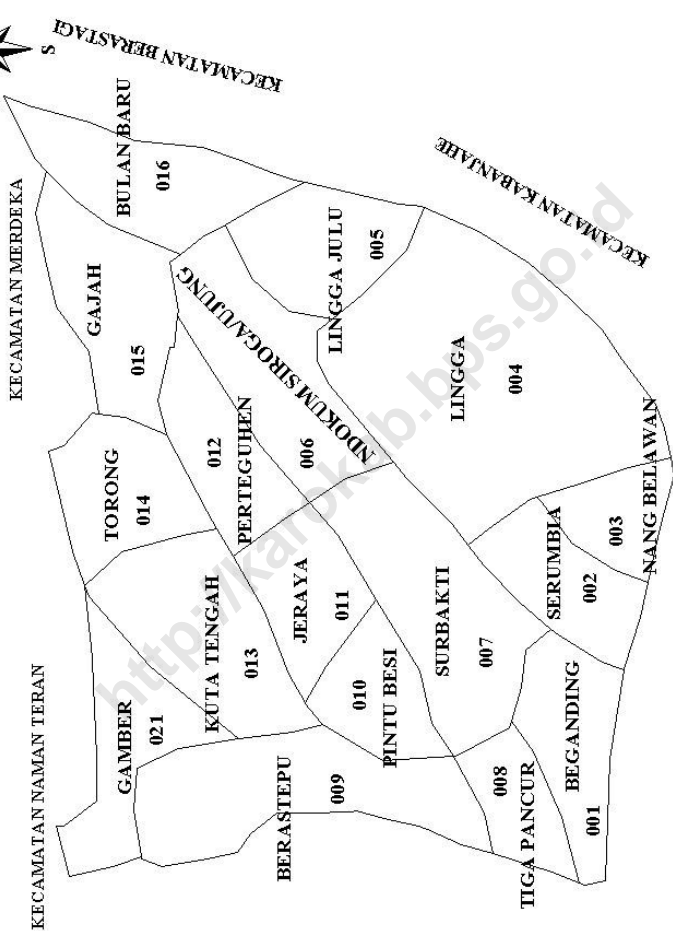 S
KECAMATAN BERASTAGI
KECAMATAN KABANJAHE
KECAMATAN MERDEKA
KECAMATAN NAMAN TERAN
BULAN BARU
016
GAJAH
015
LINGGA JULU
005
NDOKUM SIROGA/UJUNG
006
LINGGA
004
012
PERTEGUHEN
TORONG
014
NANG BELAWAN
003
SERUMBIA
002
JERAYA
011
KUTA TENGAH
013
SURBAKTI
007
010
PINTU BESI
GAMBER
021
BEGANDING
001
008
TIGA PANCUR
BERASTEPU
009
http://karokab.bps.go.id